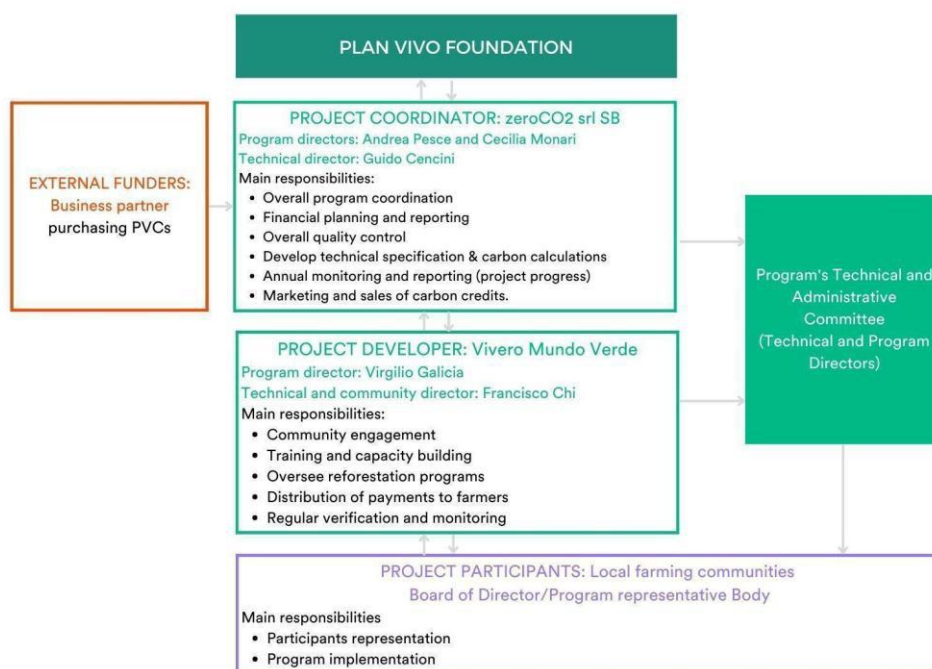 PLAN VIVO FOUNDATION
EXTERNAL FUNDERS:
Business partner
purchasing PVCs
PROJECT COORDINATOR: zeroCO2 srl SB
Program directors: Andrea Pesce and Cecilia Monari
Technical director: Guido Cencini
Main responsibilities:
• Overall program coordination
• Financial planning and reporting
• Overall quality control
• Develop technical specification & carbon calculations
• Annual monitoring and reporting (project progress)
• Marketing and sales of carbon credits.
Program's Technical and
Administrative
Committee
(Technical and Program
Directors)
PROJECT DEVELOPER: Vivero Mundo Verde
Program director: Virgilio Galicia
Technical and community director: Francisco Chi
Main responsibilities:
• Community engagement
• Training and capacity building
• Oversee reforestation programs
• Distribution of payments to farmers
• Regular verification and monitoring
PROJECT PARTICIPANTS: Local farming communities
Board of Director/Program representative Body
Main responsibilities
• Participants representation
• Program implementation